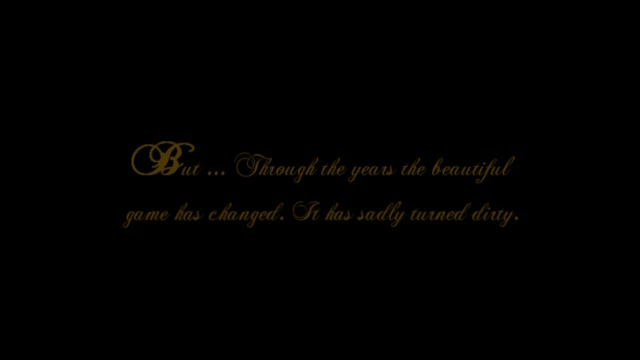 But ... Through the years the beautiful
game has changed. It has sadly turned dirty.